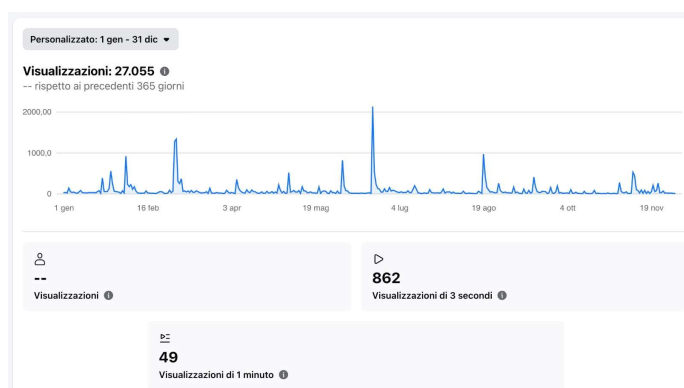 Personalizzato: 1 gen - 31 dic
Visualizzazioni: 27.055
-- rispetto ai precedenti 365 giorni
2000,00
1000,0
0
1 gen 16 feb 3 apr 19 mag 4 lug 19 ago 4 ott 19 nov
--
Visualizzazioni
862
Visualizzazioni di 3 secondi
49
Visualizzazioni di 1 minuto